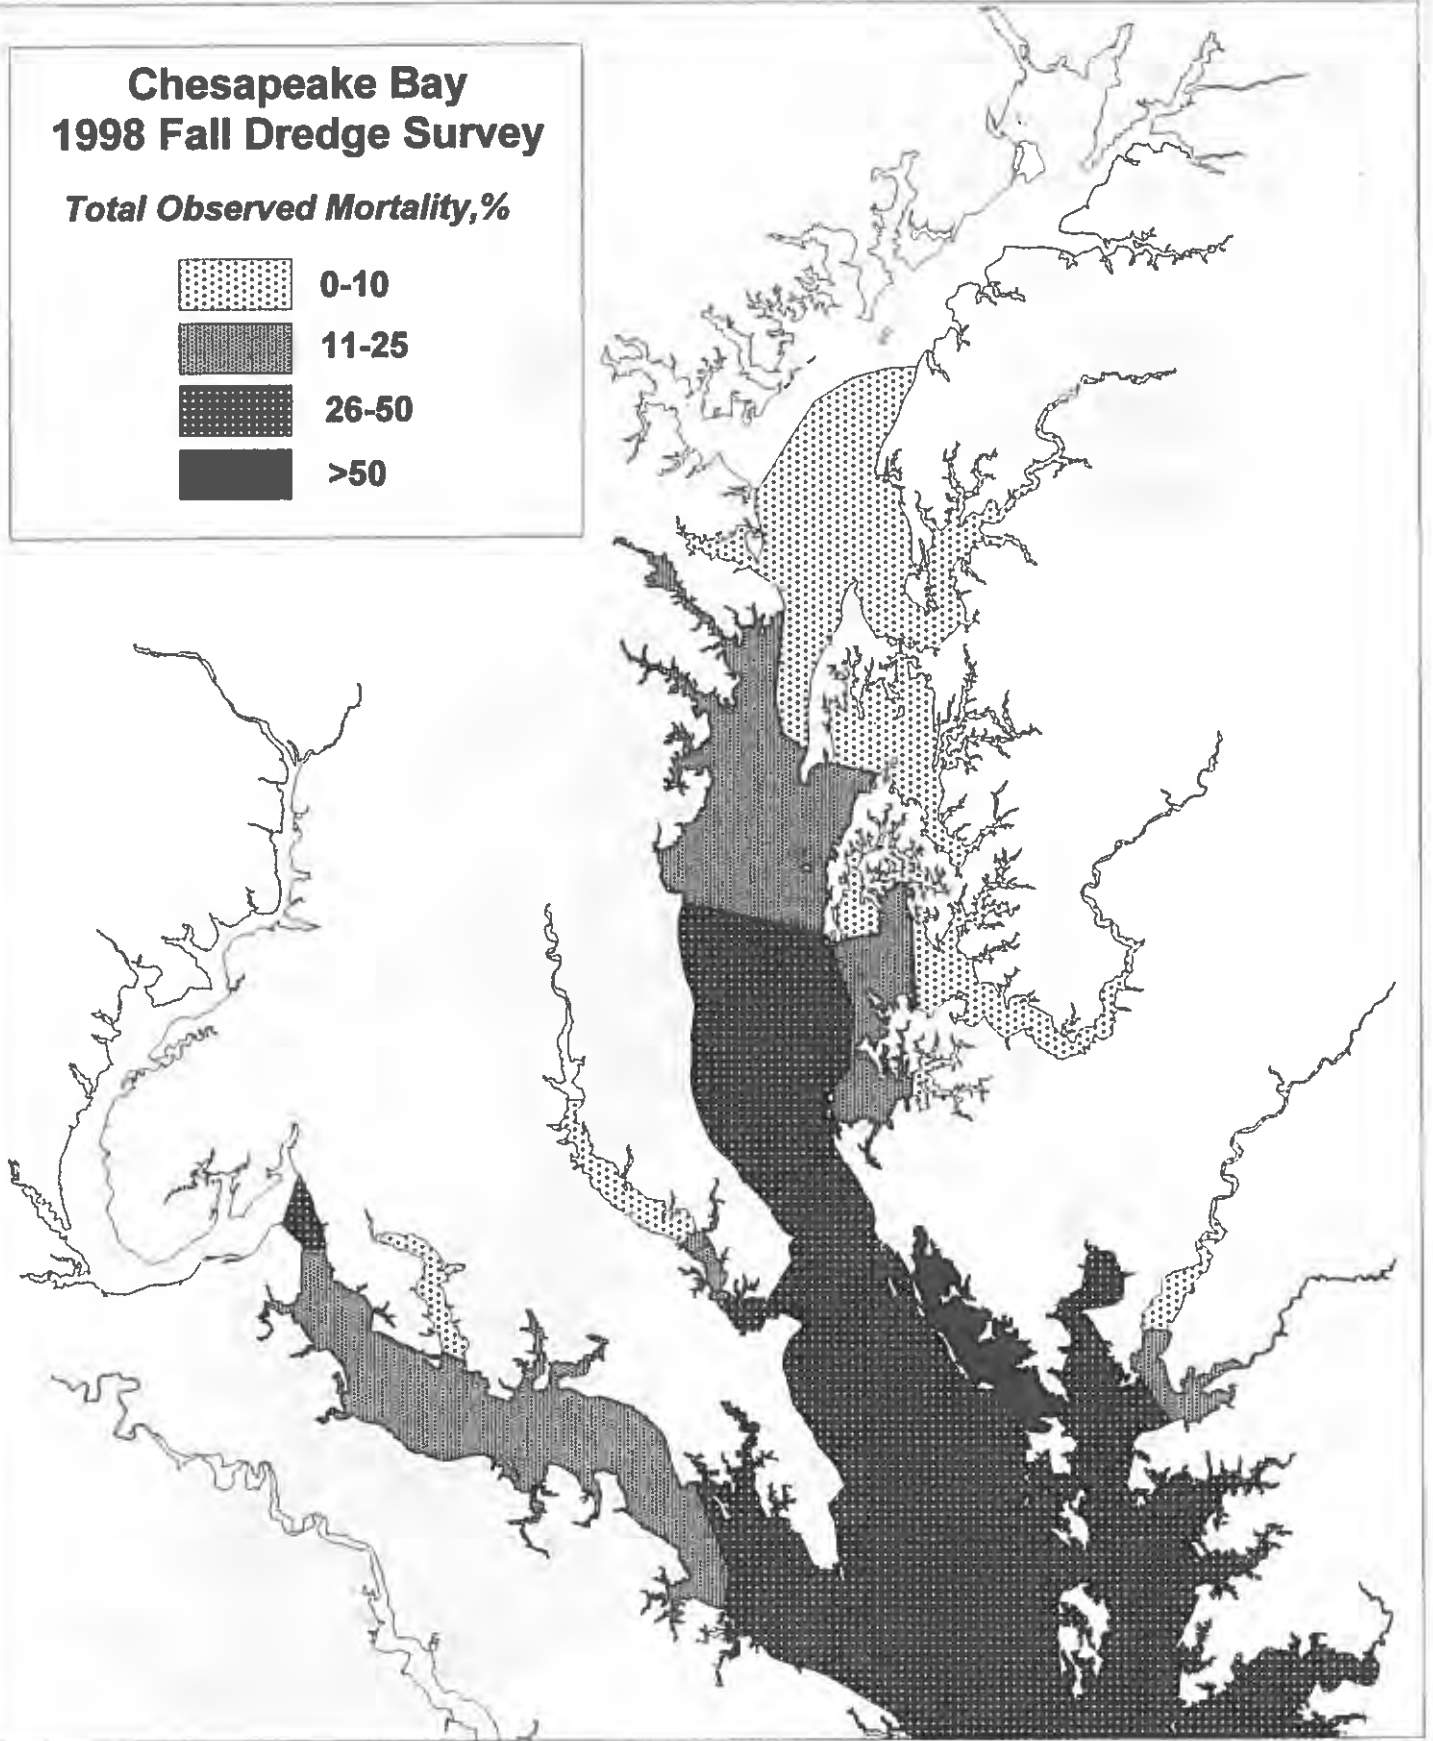 Chesapeake Bay
1998 Fall Dredge Survey
Total Observed Mortality,%
0-10
11-25
26-50
>50